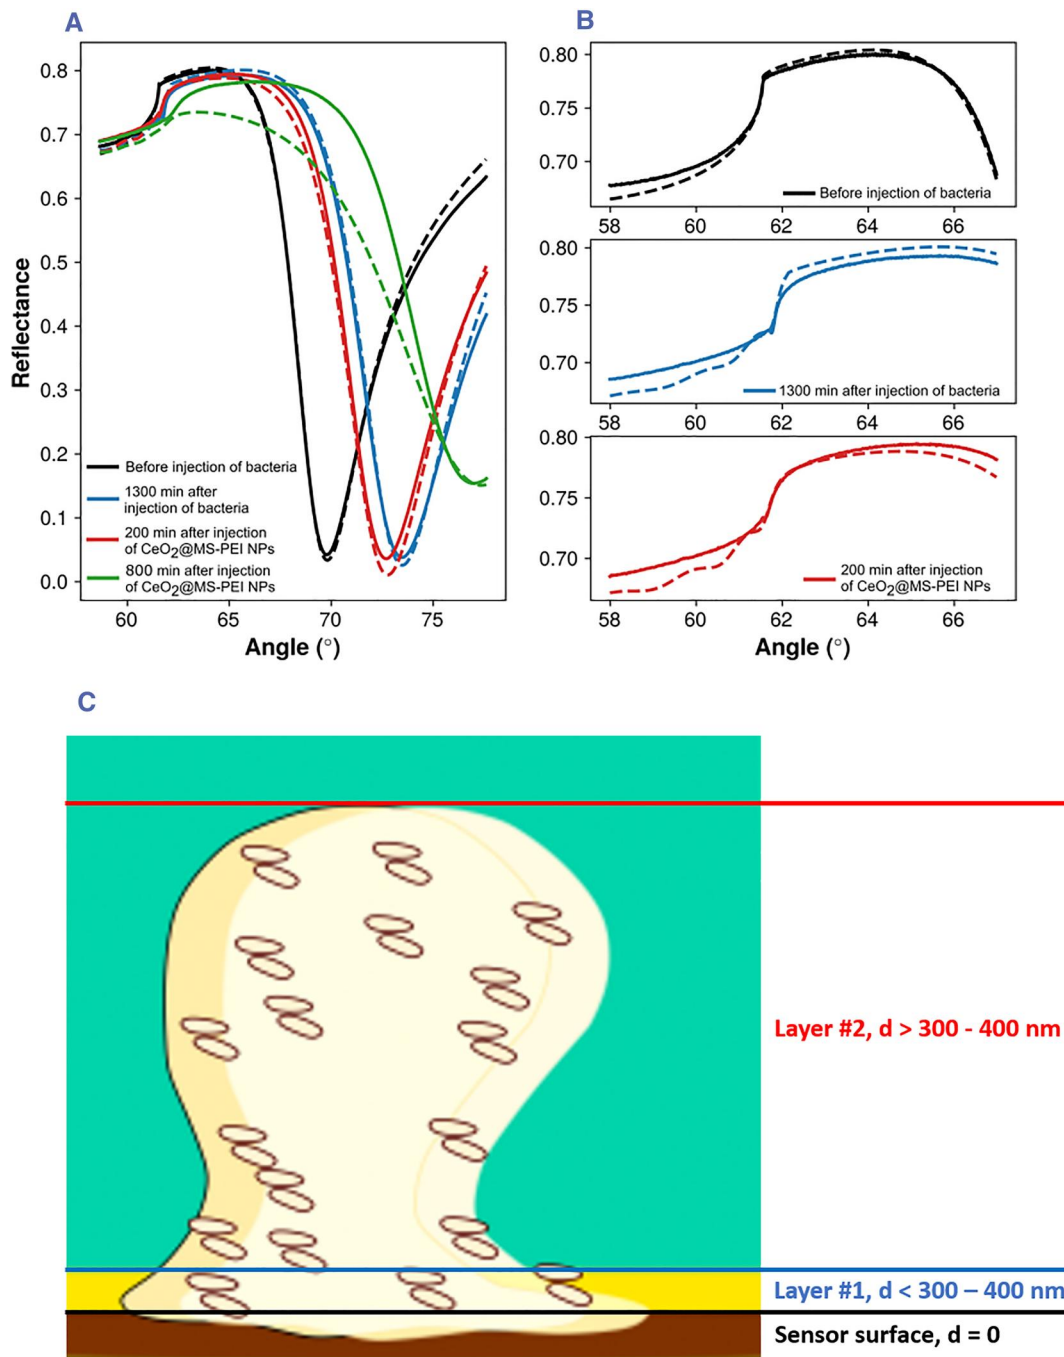 A
0.8
0.7
0.6
0.5
0.4
0.3
0.2
0.1
0.0
Reflectance
60
65
70
75
Angle (°)
Before injection of bacteria
1300 min after
injection of bacteria
200 min after injection
of CeO2@MS-PEI NPs
800 min after injection
of CeO2@MS-PEI NPs
B
0.80
0.75
0.70
Before injection of bacteria
58
60
62
64
66
0.80
0.75
0.70
1300 min after injection of bacteria
58
60
62
64
66
0.80
0.75
0.70
200 min after injection
of CeO2@MS-PEI NPs
58
60
62
64
66
Angle (°)
C
Layer #2, d > 300 - 400 nm
Layer #1, d < 300 – 400 nm
Sensor surface, d = 0